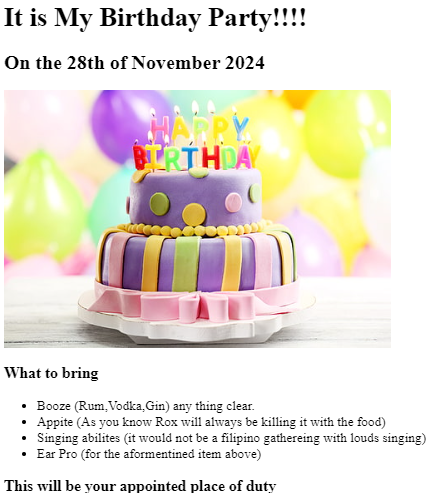 It is My Birthday Party!!!!
On the 28th of November 2024
HAPPY
BIRTHDAY
What to bring
Booze (Rum,Vodka,Gin) any thing clear.
Appite (As you know Rox will always be killing it with the food)
Singing abilites (it would not be a filipino gathereing with louds singing)
Ear Pro (for the aformentined item above)
This will be your appointed place of duty